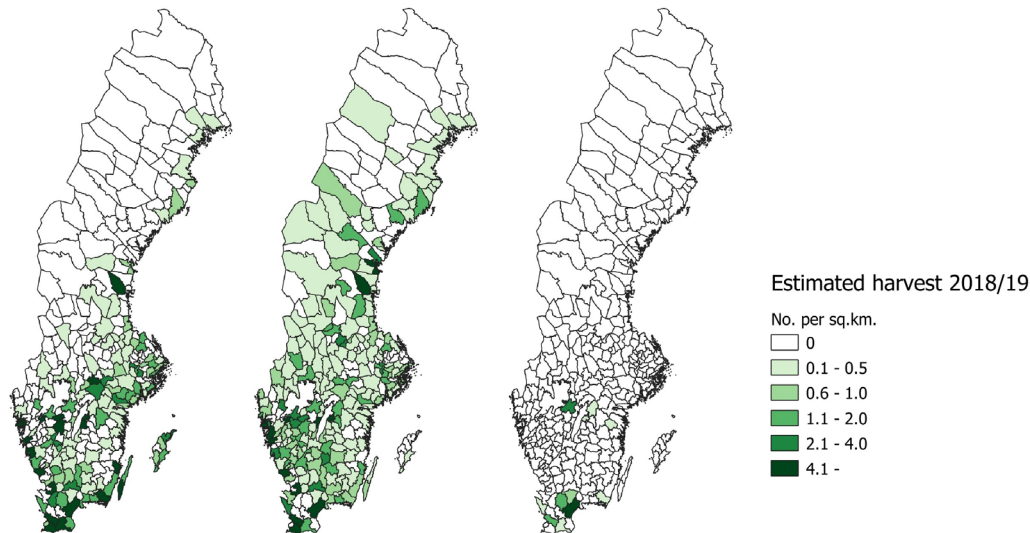 Estimated harvest 2018/19
No. per sq.km.
0
0.1 - 0.5
0.6 - 1.0
1.1 - 2.0
2.1 - 4.0
4.1 -